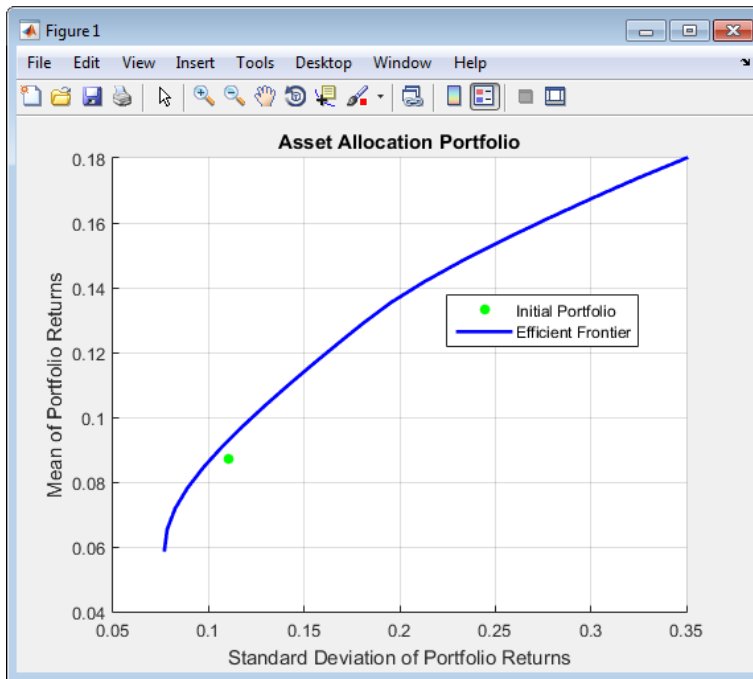 Figure 1
File Edit View Insert Tools Desktop Window Help
Asset Allocation Portfolio
0.18
0.16
0.14
0.12
0.1
0.08
0.06
0.04
Mean of Portfolio Returns
Initial Portfolio
Efficient Frontier
0.05 0.1 0.15 0.2 0.25 0.3 0.35
Standard Deviation of Portfolio Returns